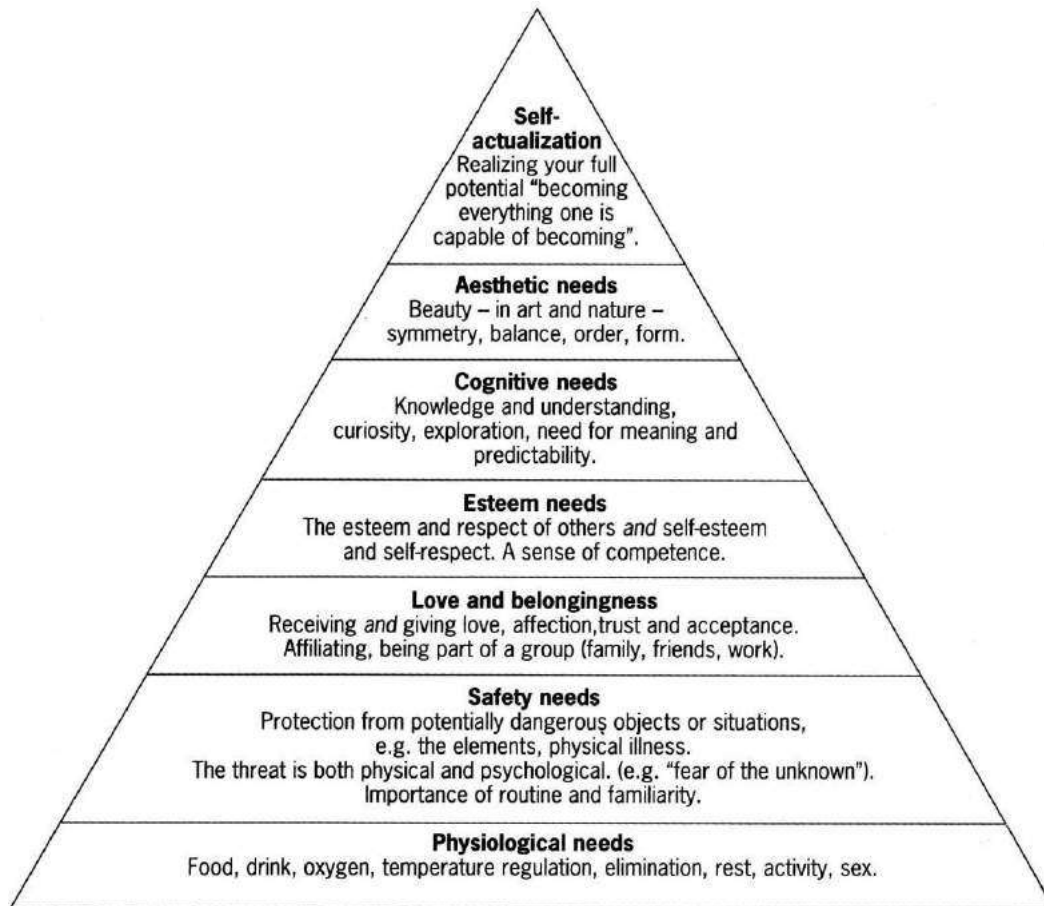 Self-
actualization
Realizing your full
potential “becoming
everything one is
capable of becoming”.
Aesthetic needs
Beauty – in art and nature –
symmetry, balance, order, form.
Cognitive needs
Knowledge and understanding,
curiosity, exploration, need for meaning and
predictability.
Esteem needs
The esteem and respect of others and self-esteem
and self-respect. A sense of competence.
Love and belongingness
Receiving and giving love, affection,trust and acceptance.
Affiliating, being part of a group (family, friends, work).
Safety needs
Protection from potentially dangerous objects or situations,
e.g. the elements, physical illness.
The threat is both physical and psychological. (e.g. “fear of the unknown”).
Importance of routine and familiarity.
Physiological needs
Food, drink, oxygen, temperature regulation, elimination, rest, activity, sex.